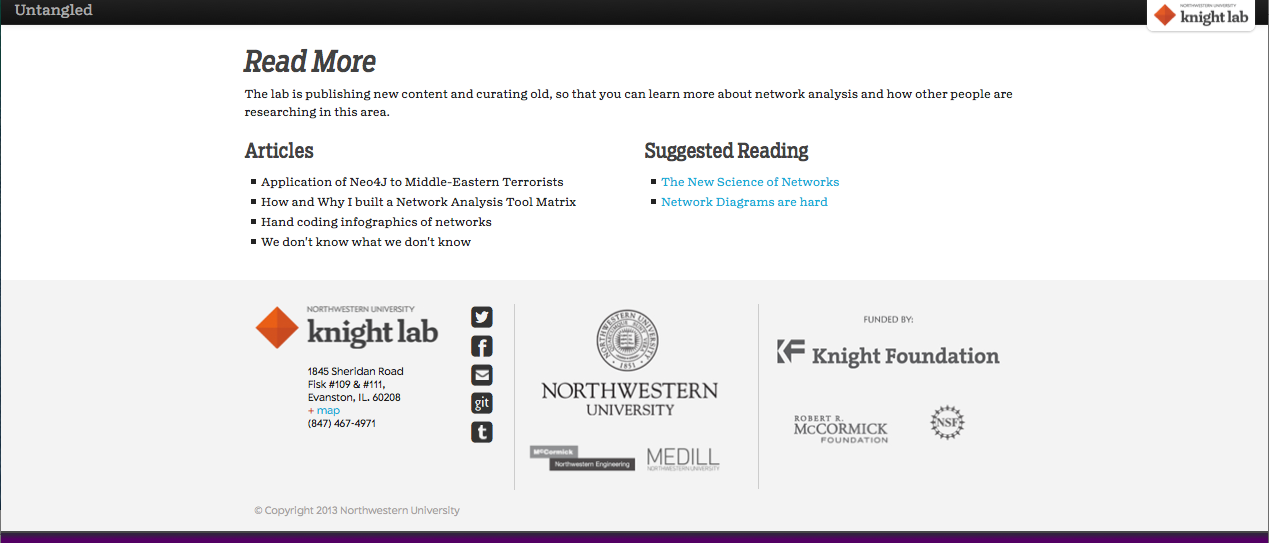 Untangled
NORTHWESTERN UNIVERSITY
knight lab
Read More
The lab is publishing new content and curating old, so that you can learn more about network analysis and how other people are
researching in this area.
Articles
Application of Neo4J to Middle-Eastern Terrorists
How and Why I built a Network Analysis Tool Matrix
Hand coding infographics of networks
We don't know what we don't know
Suggested Reading
The New Science of Networks
Network Diagrams are hard
NORTHWESTERN UNIVERSITY
knight lab
1845 Sheridan Road
Fisk #109 & #111,
Evanston, IL. 60208
+ map
(847) 467-4971
git
1851
NORTHWESTERN
UNIVERSITY
McCormick
Northwestern Engineering
MEDILL
NORTHWESTERN UNIVERSITY
FUNDED BY:
Knight Foundation
ROBERT R.
McCORMICK
FOUNDATION
NSF
© Copyright 2013 Northwestern University